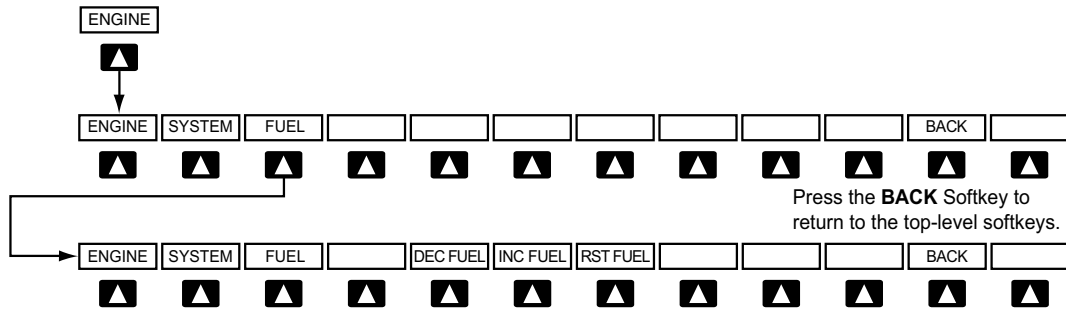 ENGINE
ENGINE SYSTEM FUEL BACK
Press the BACK Softkey to
return to the top-level softkeys.
ENGINE SYSTEM FUEL DEC FUEL INC FUEL RST FUEL BACK